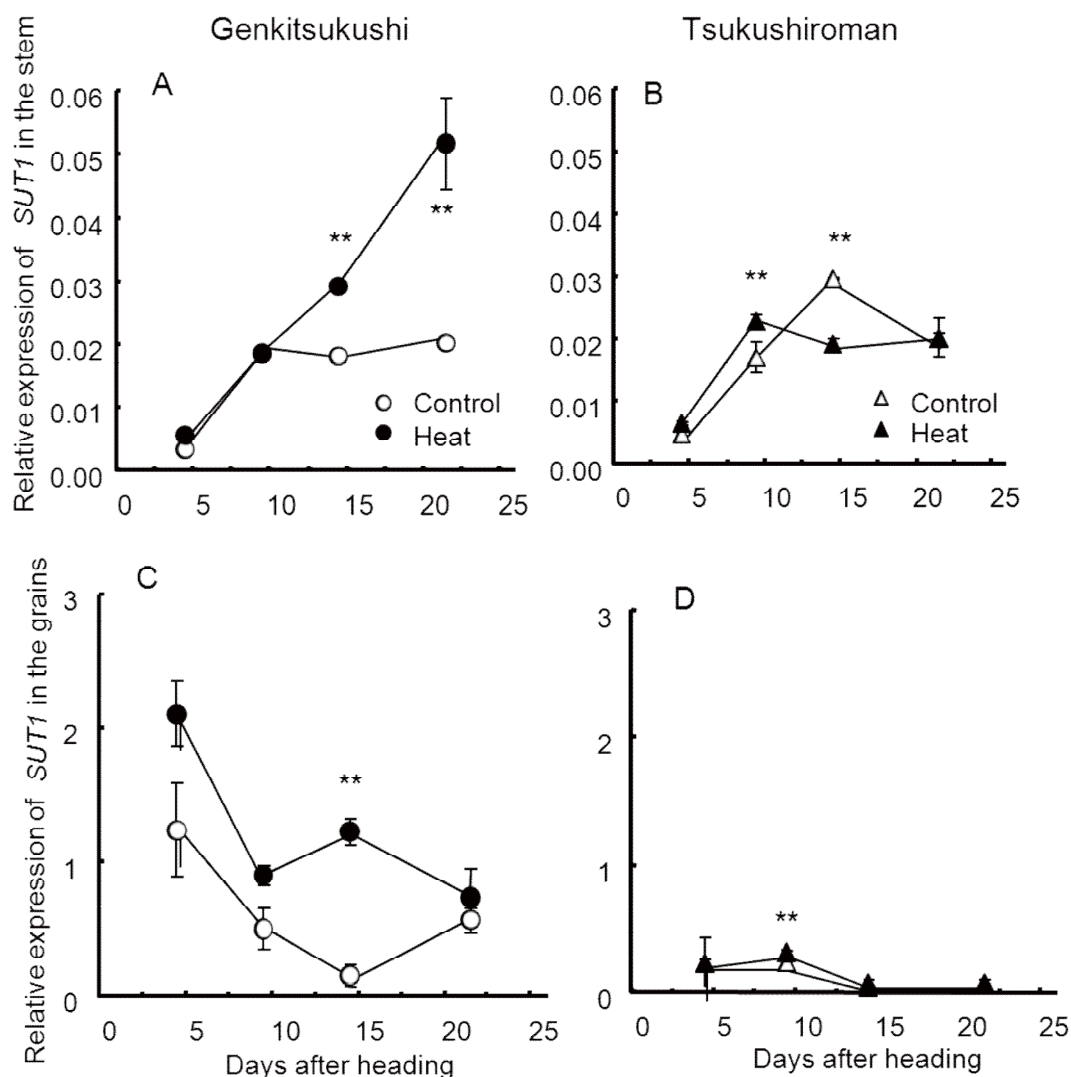 Genkitsukushi
Tsukushiroman
Relative expression of SUT1 in the stem
A
0.06
0.05
0.04
0.03
0.02
0.01
0.00
**
**
Control
Heat
0 5 10 15 20 25
B
0.06
0.05
0.04
0.03
0.02
0.01
0.00
**
**
Control
Heat
0 5 10 15 20 25
Relative expression of SUT1 in the grains
C
3
2
1
0
**
0 5 10 15 20 25
Days after heading
D
3
2
1
0
**
0 5 10 15 20 25
Days after heading